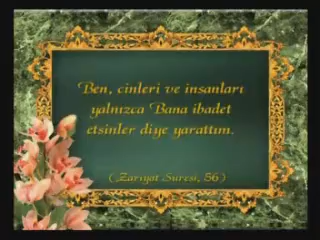 Ben, cinleri ve insanları
yalnızca Bana ibadet
etsinler diye yarattım.
(Zariyat Suresi, 56)